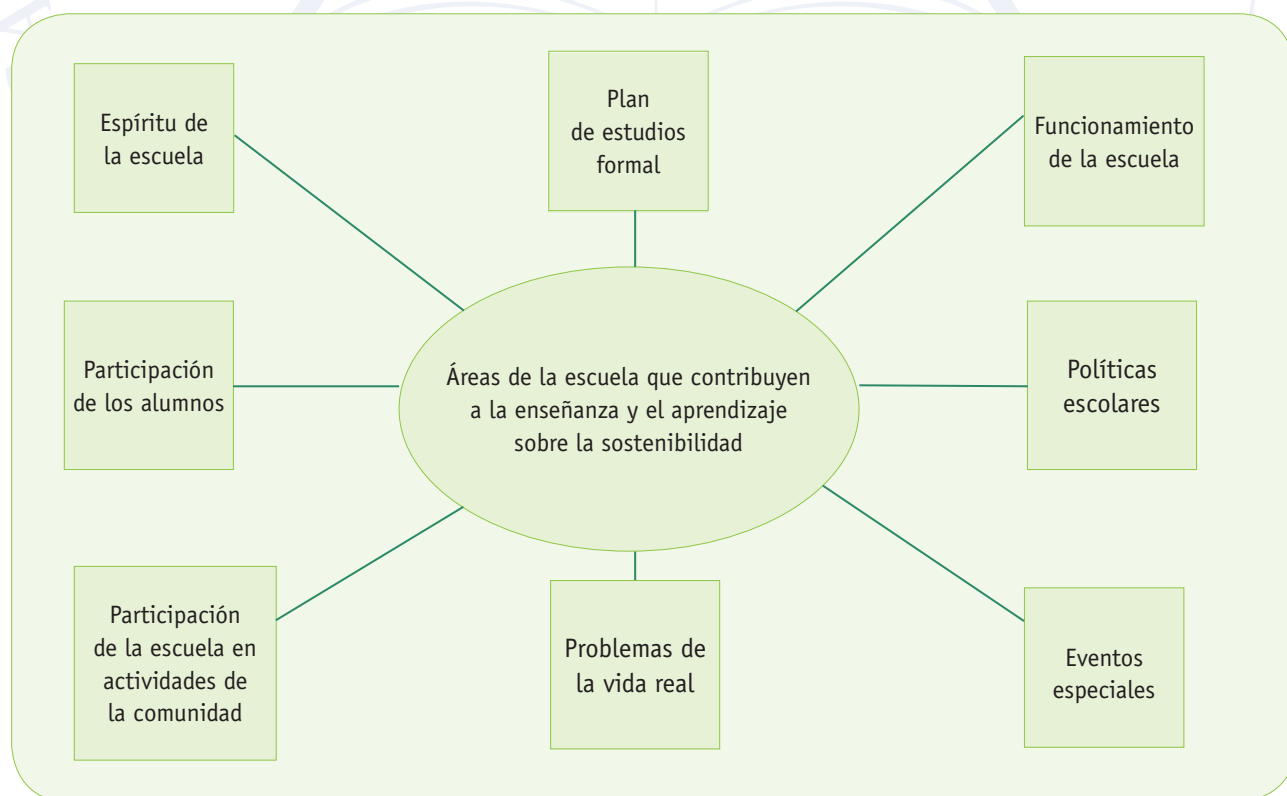 Espíritu de
la escuela
Plan
de estudios
formal
Funcionamiento
de la escuela
Participación
de los alumnos
Áreas de la escuela que contribuyen
a la enseñanza y el aprendizaje
sobre la sostenibilidad
Políticas
escolares
Participación
de la escuela en
actividades de
la comunidad
Problemas de
la vida real
Eventos
especiales